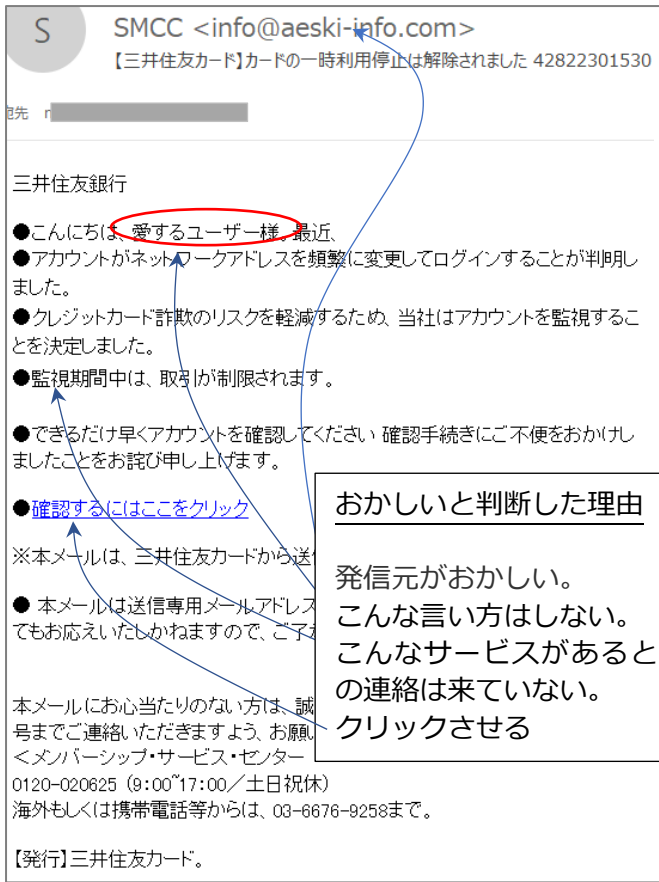 S
SMCC <info@aeski-info.com>
【三井住友カード】カードの一時利用停止は解除されました 42822301530
宛先
三井住友銀行
●こんにちは、愛するユーザー様。最近、
●アカウントがネットワークアドレスを頻繁に変更してログインすることが判明し
ました。
●クレジットカード詐欺のリスクを軽減するため、当社はアカウントを監視するこ
とを決定しました。
●監視期間中は、取引が制限されます。
●できるだけ早くアカウントを確認してください 確認手続きにご不便をおかけし
ましたことをお詫び申し上げます。
●確認するにはここをクリック
※本メールは、三井住友カードから送
● 本メールは送信専用メールアドレス
てもお応えいたしかねますので、ご了
本メールにお心当たりのない方は、誠
号までご連絡いただきますよう、お願
＜メンバーシップ・サービス・センター
0120-020625 (9:00~17:00／土日祝休)
海外もしくは携帯電話等からは、03-6676-9258まで。
【発行】三井住友カード。
おかしいと判断した理由
発信元がおかしい。
こんな言い方はしない。
こんなサービスがあると
の連絡は来ていない。
クリックさせる